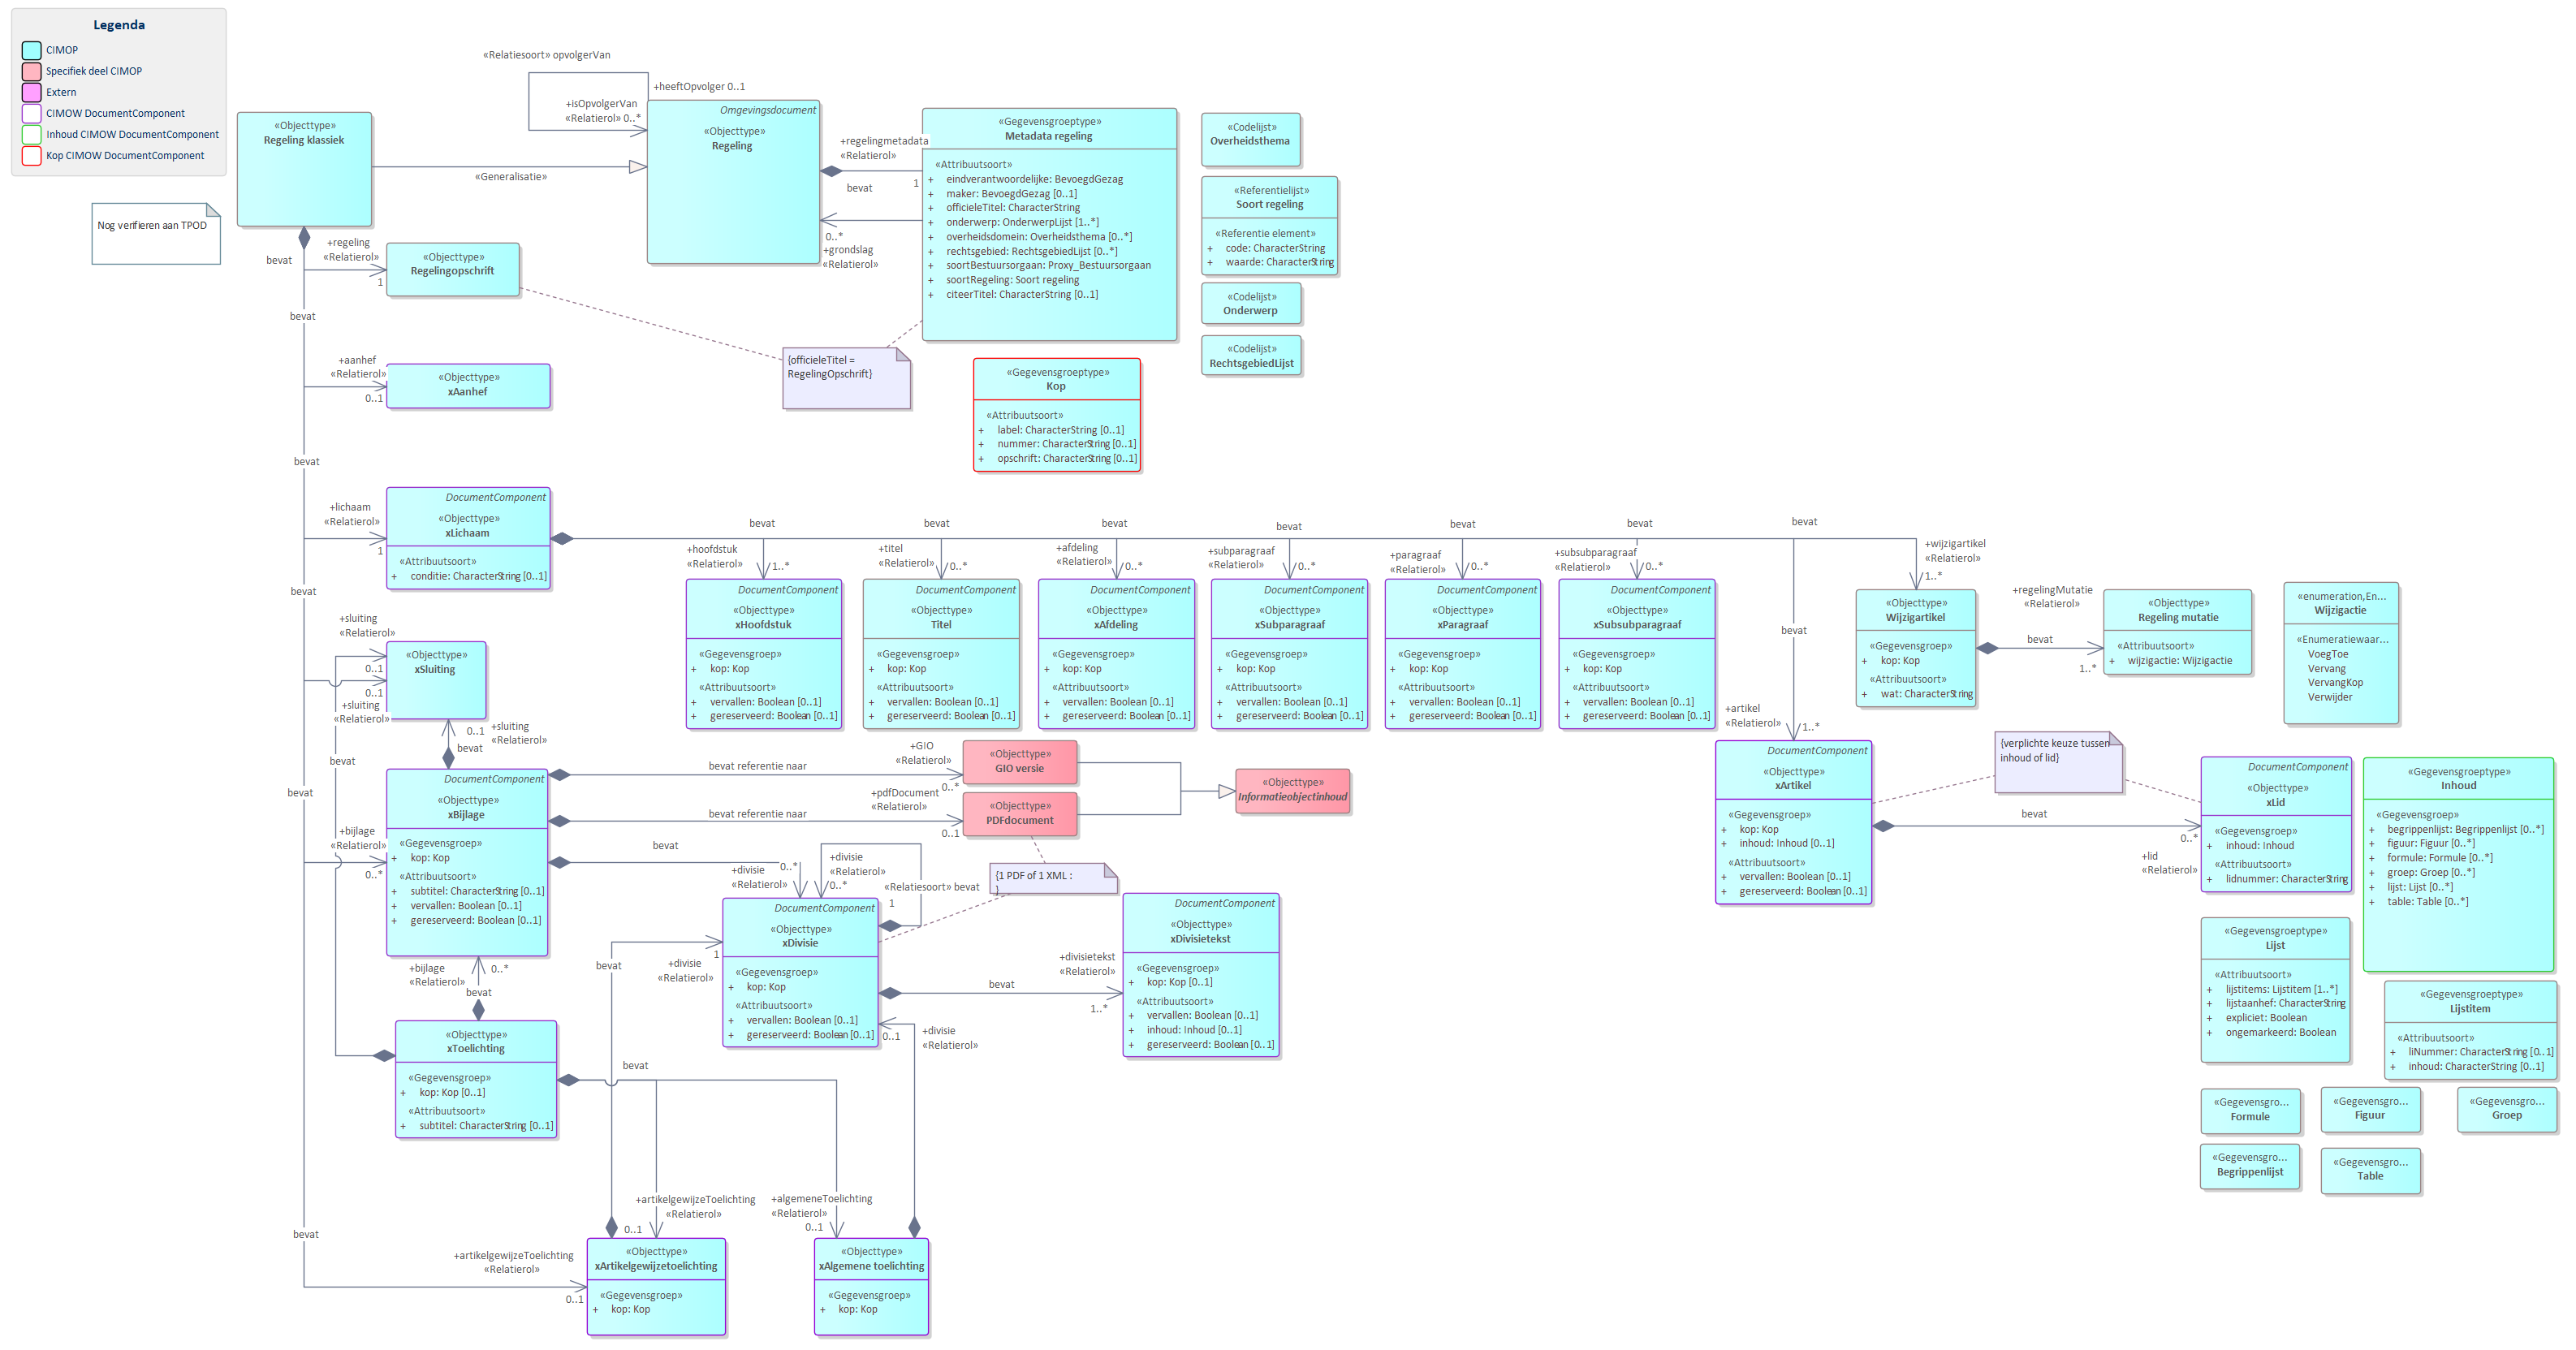 Legenda
CIMOP
Specifiek deel CIMOP
Extern
CIMOW DocumentComponent
Inhoud CIMOW DocumentComponent
Kop CIMOW DocumentComponent
Nog verifieren aan TPOD
«Objecttype»
Regeling klassiek
«Generalisatie»
«Relatiesoort» opvolgerVan
+heeftOpvolger 0..1
+isOpvolgerVan
«Relatierol» 0..*
Omgevingsdocument
«Objecttype»
Regeling
+regelingmetadata
«Relatierol»
bevat
1
0..*
+grondslag
«Relatierol»
«Gegevensgroeptype»
Metadata regeling
«Attribuutsoort»
+ eindverantwoordelijke: BevoegdGezag
+ maker: BevoegdGezag [0..1]
+ officieleTitel: CharacterString
+ onderwerp: OnderwerpLijst [1..*]
+ overheidsdomein: Overheidsthema [0..*]
+ rechtsgebied: RechtsgebiedLijst [0..*]
+ soortBestuursorgaan: Proxy_Bestuursorgaan
+ soortRegeling: Soort regeling
+ citeerTitel: CharacterString [0..1]
«Codelijst»
Overheidsthema
«Referentielijst»
Soort regeling
«Referentie element»
+ code: CharacterString
+ waarde: CharacterString
«Codelijst»
Onderwerp
«Codelijst»
RechtsgebiedLijst
bevat
+regeling
«Relatierol»
1
«Objecttype»
Regelingopschrift
{officieleTitel =
RegelingOpschrift}
«Gegevensgroeptype»
Kop
«Attribuutsoort»
+ label: CharacterString [0..1]
+ nummer: CharacterString [0..1]
+ opschrift: CharacterString [0..1]
bevat
+aanhef
«Relatierol»
0..1
«Objecttype»
xAanhef
bevat
+lichaam
«Relatierol»
1
DocumentComponent
«Objecttype»
xLichaam
«Attribuutsoort»
+ conditie: CharacterString [0..1]
bevat
+hoofdstuk
«Relatierol»
1..*
DocumentComponent
«Objecttype»
xHoofdstuk
«Gegevensgroep»
+ kop: Kop
«Attribuutsoort»
+ vervallen: Boolean [0..1]
+ gereserveerd: Boolean [0..1]
bevat
+titel
«Relatierol»
0..*
DocumentComponent
«Objecttype»
Titel
«Gegevensgroep»
+ kop: Kop
«Attribuutsoort»
+ vervallen: Boolean [0..1]
+ gereserveerd: Boolean [0..1]
bevat
+afdeling
«Relatierol»
0..*
DocumentComponent
«Objecttype»
xAfdeling
«Gegevensgroep»
+ kop: Kop
«Attribuutsoort»
+ vervallen: Boolean [0..1]
+ gereserveerd: Boolean [0..1]
bevat
+subparagraaf
«Relatierol»
0..*
DocumentComponent
«Objecttype»
xSubparagraaf
«Gegevensgroep»
+ kop: Kop
«Attribuutsoort»
+ vervallen: Boolean [0..1]
+ gereserveerd: Boolean [0..1]
bevat
+paragraaf
«Relatierol»
0..*
DocumentComponent
«Objecttype»
xParagraaf
«Gegevensgroep»
+ kop: Kop
«Attribuutsoort»
+ vervallen: Boolean [0..1]
+ gereserveerd: Boolean [0..1]
bevat
+subsubparagraaf
«Relatierol»
0..*
DocumentComponent
«Objecttype»
xSubsubparagraaf
«Gegevensgroep»
+ kop: Kop
«Attribuutsoort»
+ vervallen: Boolean [0..1]
+ gereserveerd: Boolean [0..1]
bevat
+wijzigartikel
«Relatierol»
1..*
«Objecttype»
Wijzigartikel
«Gegevensgroep»
+ kop: Kop
«Attribuutsoort»
+ wat: CharacterString
+regelingMutatie
«Relatierol»
bevat
1..*
«Objecttype»
Regeling mutatie
«Attribuutsoort»
+ wijzigactie: Wijzigactie
«enumeration,En...
Wijzigactie
«Enumeratiewaar...
VoegToe
Vervang
VervangKop
Verwijder
bevat
+artikel
«Relatierol»
1..*
DocumentComponent
«Objecttype»
xArtikel
«Gegevensgroep»
+ kop: Kop
+ inhoud: Inhoud [0..1]
«Attribuutsoort»
+ vervallen: Boolean [0..1]
+ gereserveerd: Boolean [0..1]
{verplichte keuze tussen
inhoud of lid}
bevat
0..*
+lid
«Relatierol»
DocumentComponent
«Objecttype»
xLid
«Gegevensgroep»
+ inhoud: Inhoud
«Attribuutsoort»
+ lidnummer: CharacterString
«Gegevensgroeptype»
Inhoud
«Gegevensgroep»
+ begrippenlijst: Begrippenlijst [0..*]
+ figuur: Figuur [0..*]
+ formule: Formule [0..*]
+ groep: Groep [0..*]
+ lijst: Lijst [0..*]
+ table: Table [0..*]
«Gegevensgroeptype»
Lijst
«Attribuutsoort»
+ lijstitems: Lijstitem [1..*]
+ lijstaanhef: CharacterString
+ expliciet: Boolean
+ ongemarkeerd: Boolean
«Gegevensgroeptype»
Lijstitem
«Attribuutsoort»
+ liNummer: CharacterString [0..1]
+ inhoud: CharacterString [0..1]
«Gegevensgro...
Formule
«Gegevensgro...
Figuur
«Gegevensgro...
Groep
«Gegevensgro...
Begrippenlijst
«Gegevensgro...
Table
bevat
+sluiting
«Relatierol»
0..1
0..1
+sluiting
«Relatierol»
«Objecttype»
xSluiting
0..1
+sluiting
«Relatierol»
bevat
bevat
bevat
+bijlage
«Relatierol»
0..*
DocumentComponent
«Objecttype»
xBijlage
«Gegevensgroep»
+ kop: Kop
«Attribuutsoort»
+ subtitel: CharacterString [0..1]
+ vervallen: Boolean [0..1]
+ gereserveerd: Boolean [0..1]
bevat referentie naar
+GIO
«Relatierol»
0..*
«Objecttype»
GIO versie
bevat referentie naar
+pdfDocument
«Relatierol»
0..1
«Objecttype»
PDFdocument
«Objecttype»
Informatieobjectinhoud
{1 PDF of 1 XML :
}
bevat
0..*
+divisie
«Relatierol»
+divisie
«Relatierol»
0..*
«Relatiesoort» bevat
1
DocumentComponent
«Objecttype»
xDivisie
«Gegevensgroep»
+ kop: Kop
«Attribuutsoort»
+ vervallen: Boolean [0..1]
+ gereserveerd: Boolean [0..1]
bevat
+divisietekst
«Relatierol»
1..*
DocumentComponent
«Objecttype»
xDivisietekst
«Gegevensgroep»
+ kop: Kop [0..1]
«Attribuutsoort»
+ vervallen: Boolean [0..1]
+ inhoud: Inhoud [0..1]
+ gereserveerd: Boolean [0..1]
bevat
+divisie
«Relatierol»
1
0..1
+divisie
«Relatierol»
+bijlage
«Relatierol»
0..*
bevat
«Objecttype»
xToelichting
«Gegevensgroep»
+ kop: Kop [0..1]
«Attribuutsoort»
+ subtitel: CharacterString [0..1]
bevat
+artikelgewijzeToelichting
«Relatierol»
0..1
+algemeneToelichting
«Relatierol»
0..1
bevat
+artikelgewijzeToelichting
«Relatierol»
0..1
«Objecttype»
xArtikelgewijzetoelichting
«Gegevensgroep»
+ kop: Kop
«Objecttype»
xAlgemene toelichting
«Gegevensgroep»
+ kop: Kop